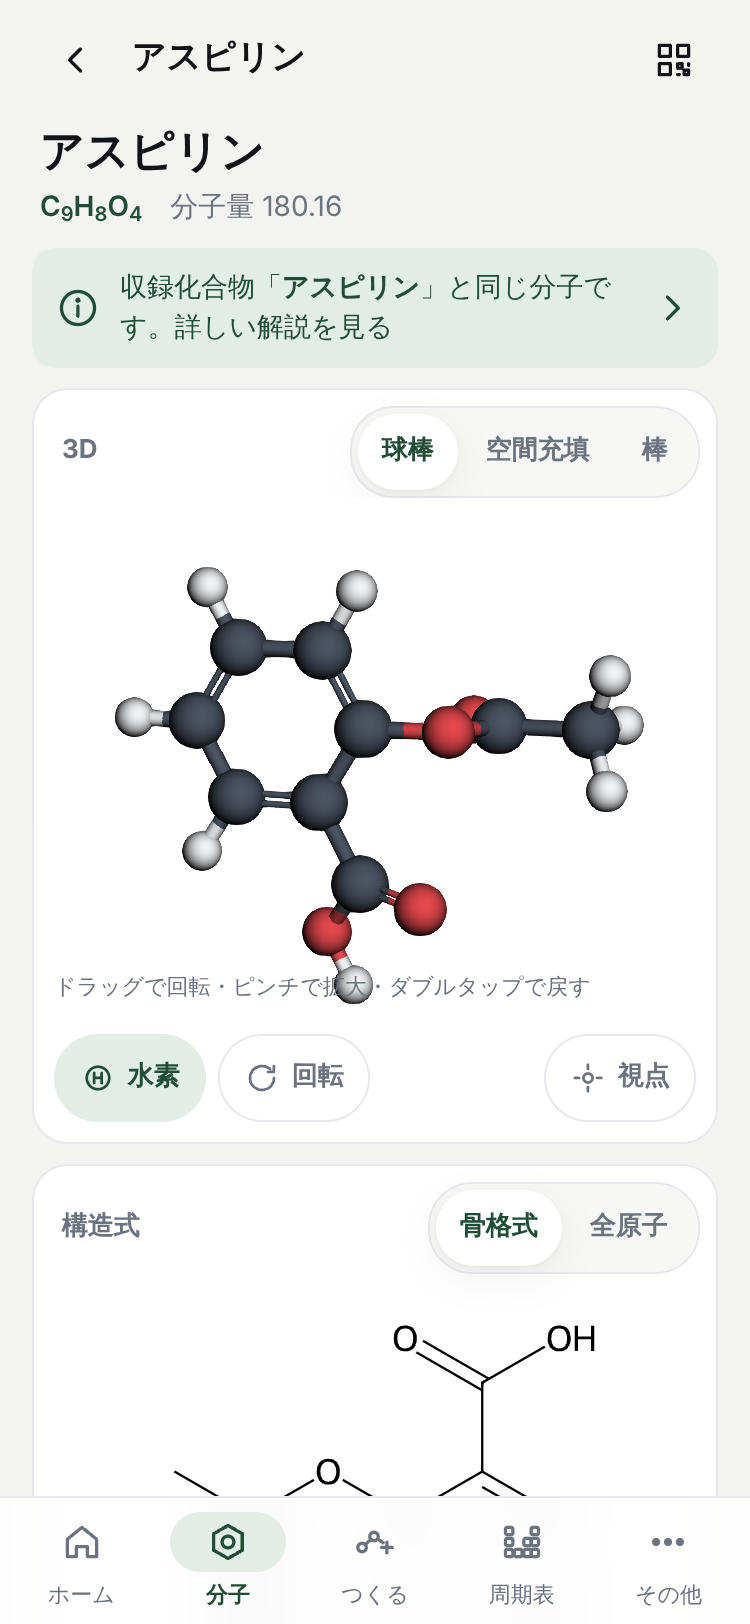 アスピリン
アスピリン
C₉H₈O₄ 分子量 180.16
収録化合物「アスピリン」と同じ分子で
す。詳しい解説を見る
3D 球棒 空間充填 棒
ドラッグで回転・ピンチで拡大・ダブルタップで戻す
H 水素 回転 視点
構造式 骨格式 全原子
O OH
O
ホーム 分子 つくる 周期表 その他